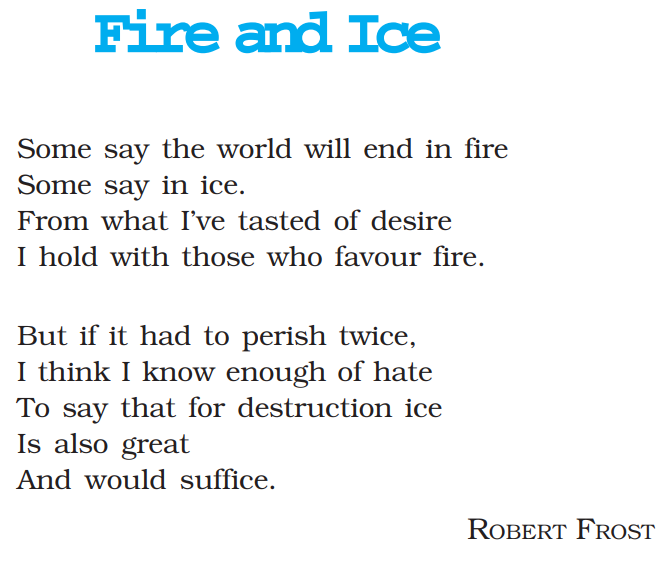 Fire and Ice
Some say the world will end in fire
Some say in ice.
From what I’ve tasted of desire
I hold with those who favour fire.
But if it had to perish twice,
I think I know enough of hate
To say that for destruction ice
Is also great
And would suffice.
ROBERT FROST